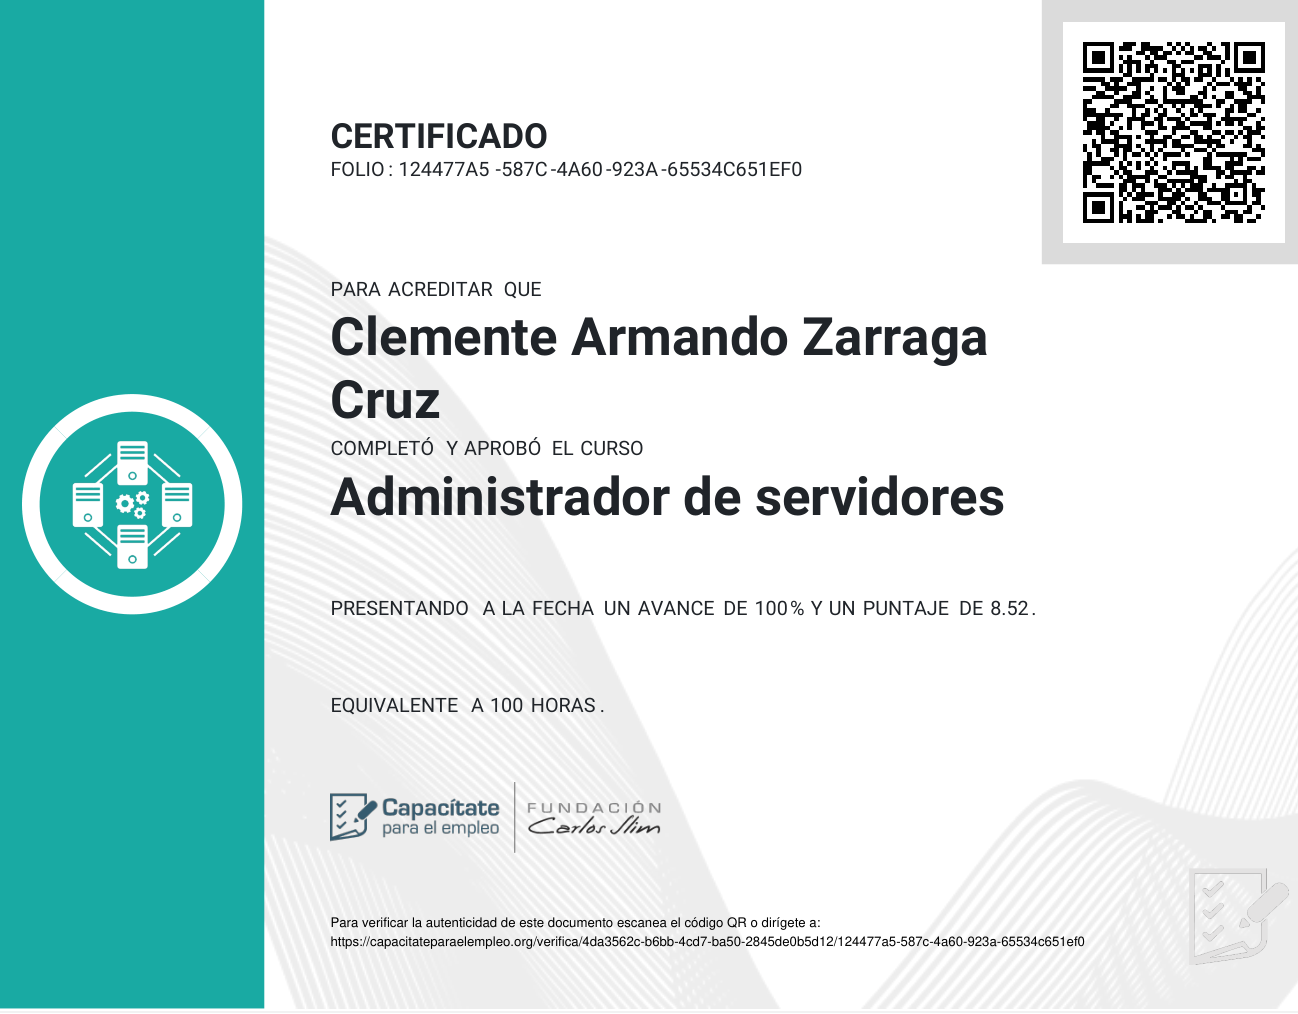 CERTIFICADO
FOLIO: 124477A5-587C-4A60-923A-65534C651EF0
PARA ACREDITAR QUE
Clemente Armando Zarraga
Cruz
COMPLETÓ Y APROBÓ EL CURSO
Administrador de servidores
PRESENTANDO A LA FECHA UN AVANCE DE 100% Y UN PUNTAJE DE 8.52.
EQUIVALENTE A 100 HORAS.
Capacítate
para el empleo
FUNDACIÓN
Carlos Slim
Para verificar la autenticidad de este documento escanea el código QR o dirígete a:
https://capacitateparaelempleo.org/verifica/4da3562c-b6bb-4cd7-ba50-2845de0b5d12/124477a5-587c-4a60-923a-65534c651ef0